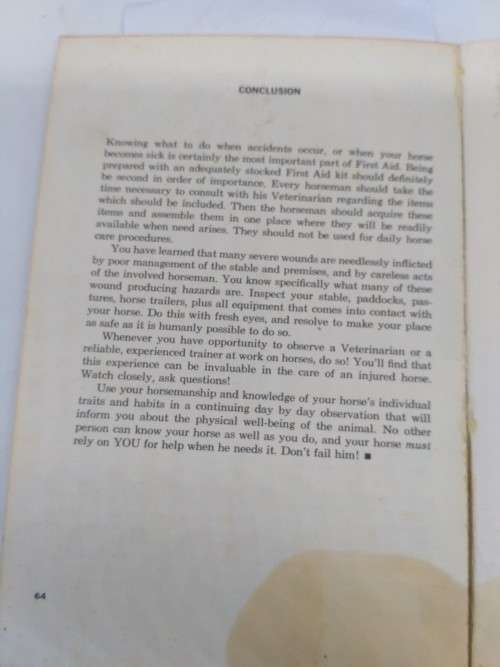 CONCLUSION
Knowing what to do when accidents occur, or when your horse
becomes sick is certainly the most important part of First Aid. Being
prepared with an adequately stocked First Aid kit should definitely
be second in order of importance. Every horseman should take the
time necessary to consult with his Veterinarian regarding the items
which should be included. Then the horseman should acquire these
items and assemble them in one place where they will be readily
available when need arises. They should not be used for daily horse
care procedures.
You have learned that many severe wounds are needlessly inflicted
by poor management of the stable and premises, and by careless acts
of the involved horseman. You know specifically what many of these
wound producing hazards are. Inspect your stable, paddocks, pas-
tures, horse trailers, plus all equipment that comes into contact with
your horse. Do this with fresh eyes, and resolve to make your place
as safe as it is humanly possible to do so.
Whenever you have opportunity to observe a Veterinarian or a
reliable, experienced trainer at work on horses, do so! You'll find that
this experience can be invaluable in the care of an injured horse.
Watch closely, ask questions!
Use your horsemanship and knowledge of your horse's individual
traits and habits in a continuing day by day observation that will
inform you about the physical well-being of the animal. No other
person can know your horse as well as you do, and your horse must
rely on YOU for help when he needs it. Don't fail him! ■
64